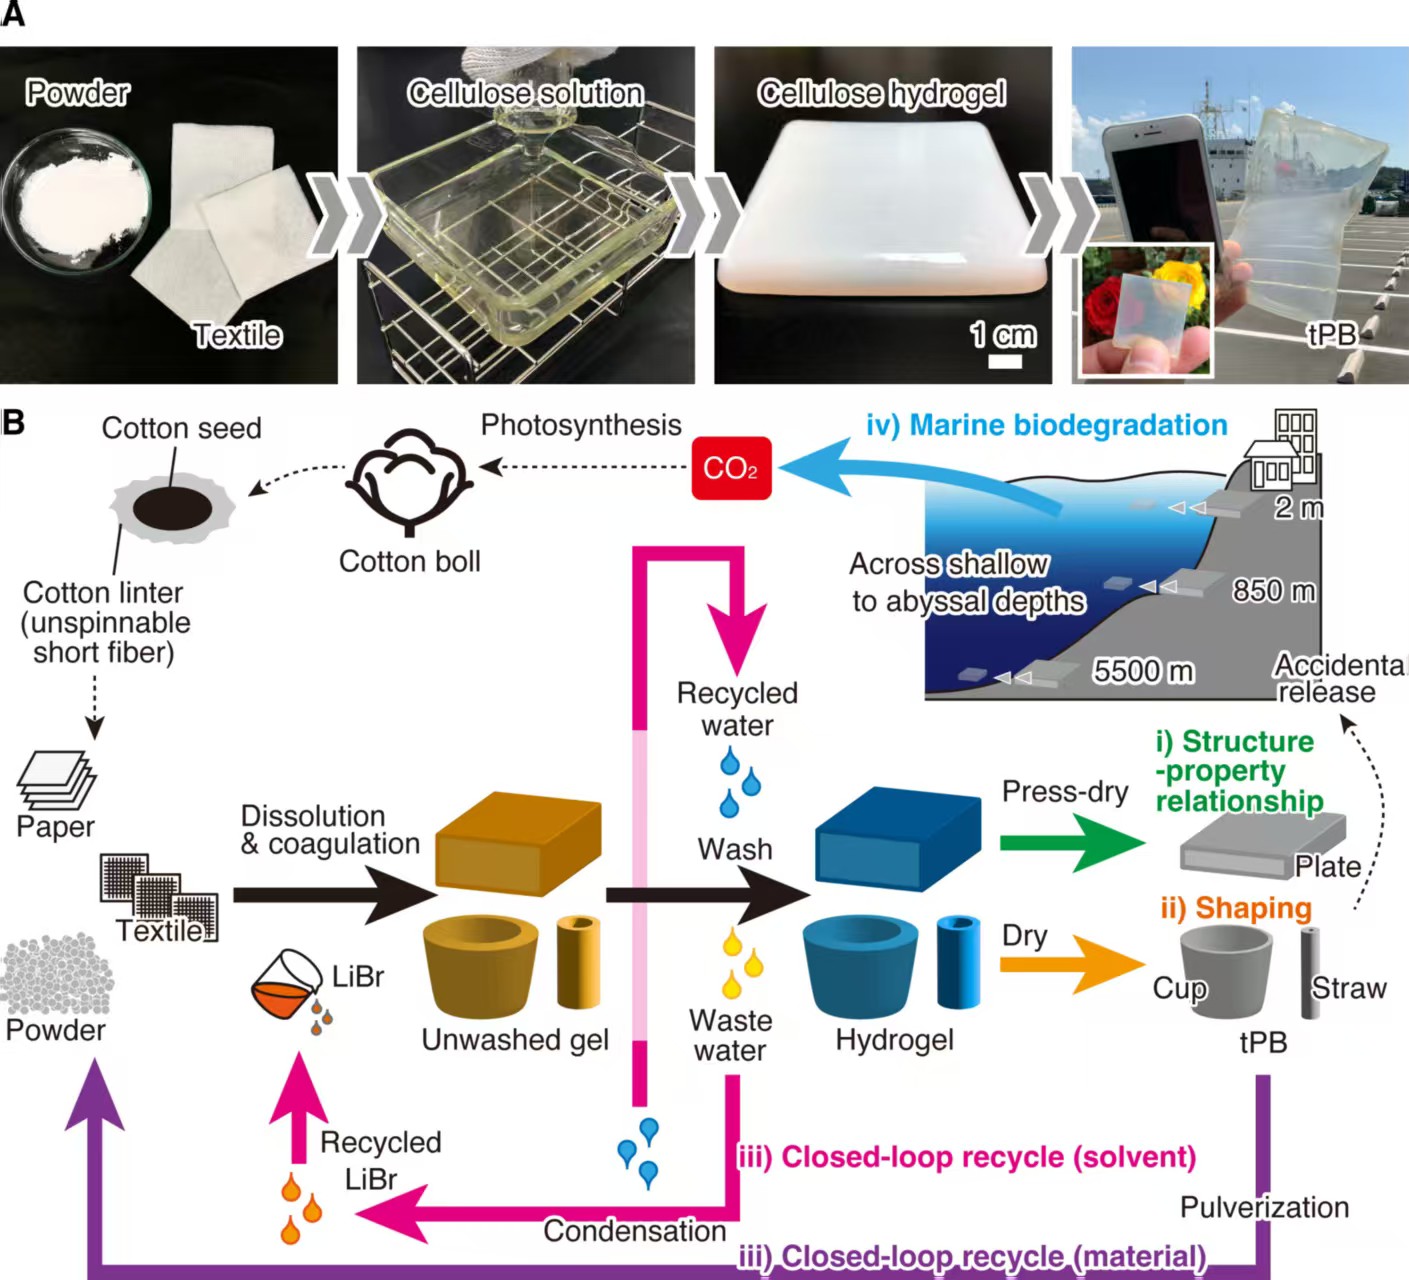 A
Powder
Textile
Cellulose solution
Cellulose hydrogel
1 cm
tPB
B
Cotton seed
Photosynthesis
CO₂
iv) Marine biodegradation
2 m
Cotton boll
Across shallow
to abyssal depths
850 m
5500 m
Cotton linter
(unspinnable
short fiber)
Accidental
release
Recycled
water
i) Structure
-property
relationship
Paper
Dissolution
& coagulation
Wash
Press-dry
Plate
Textile
ii) Shaping
Dry
LiBr
Cup
Straw
Powder
Unwashed gel
Waste
water
Hydrogel
tPB
Recycled
LiBr
iii) Closed-loop recycle (solvent)
Pulverization
Condensation
iii) Closed-loop recycle (material)